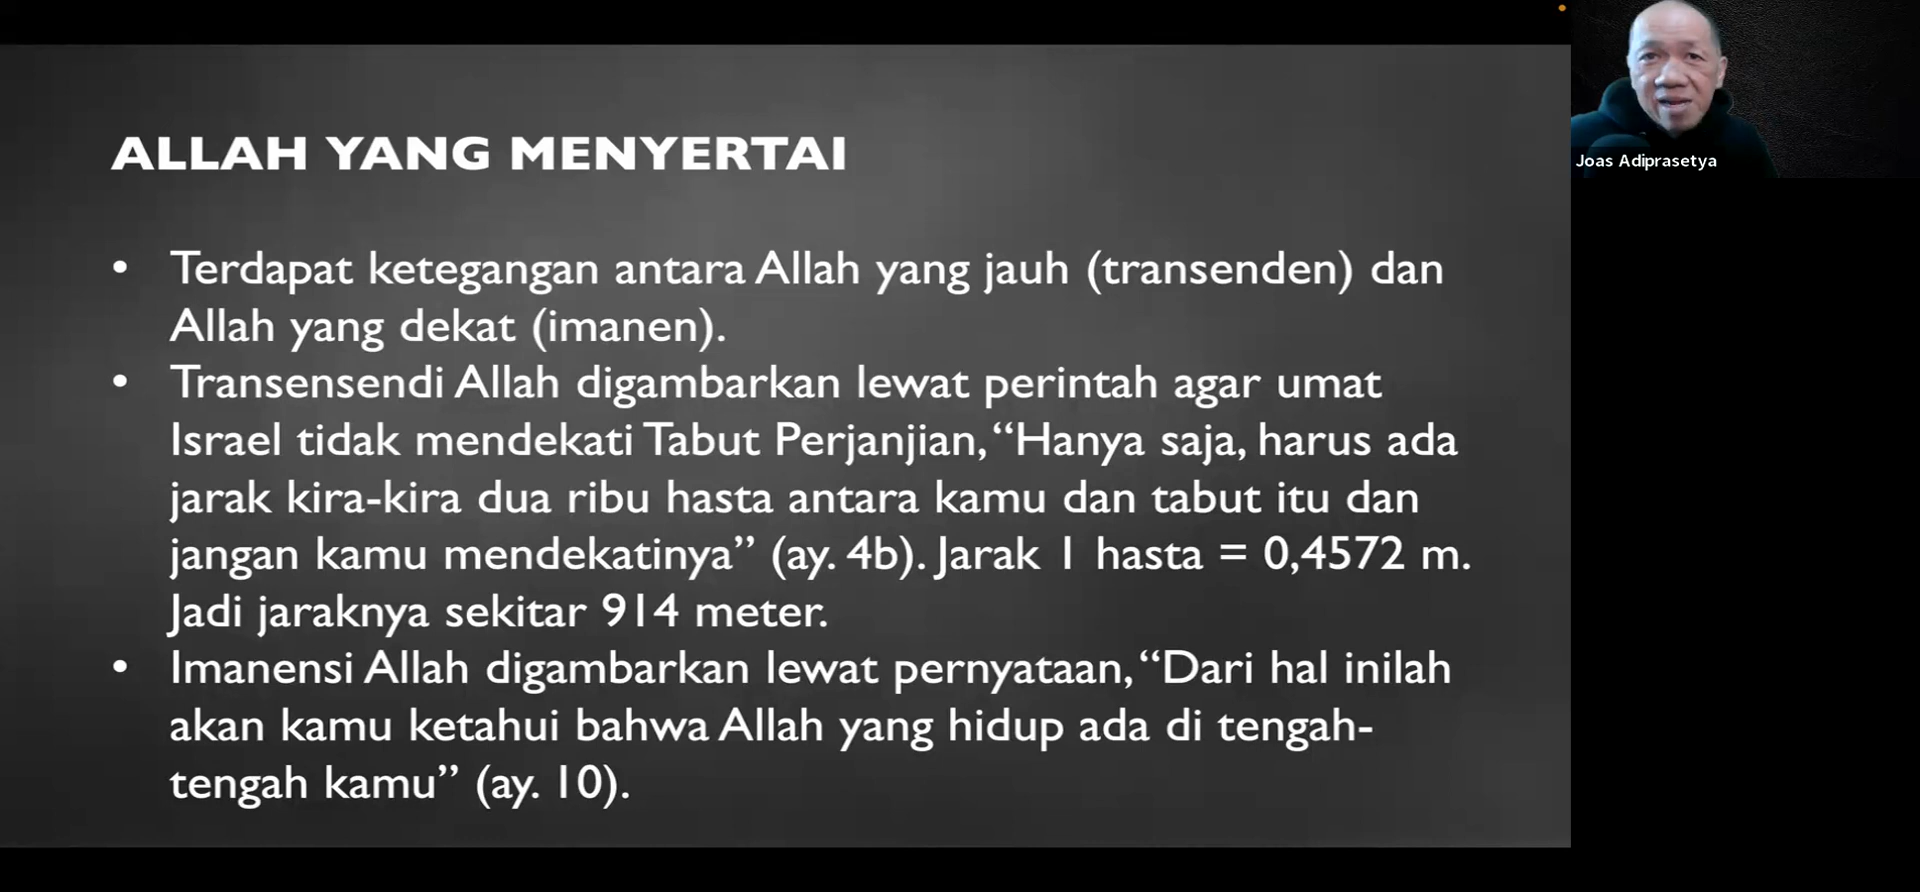 ALLAH YANG MENYERTAI
• Terdapat ketegangan antara Allah yang jauh (transenden) dan
Allah yang dekat (imanen).
• Transensendi Allah digambarkan lewat perintah agar umat
Israel tidak mendekati Tabut Perjanjian, “Hanya saja, harus ada
jarak kira-kira dua ribu hasta antara kamu dan tabut itu dan
jangan kamu mendekatinya” (ay. 4b). Jarak 1 hasta = 0,4572 m.
Jadi jaraknya sekitar 914 meter.
• Imanensi Allah digambarkan lewat pernyataan, “Dari hal inilah
akan kamu ketahui bahwa Allah yang hidup ada di tengah-
tengah kamu” (ay. 10).
Joas Adiprasetya